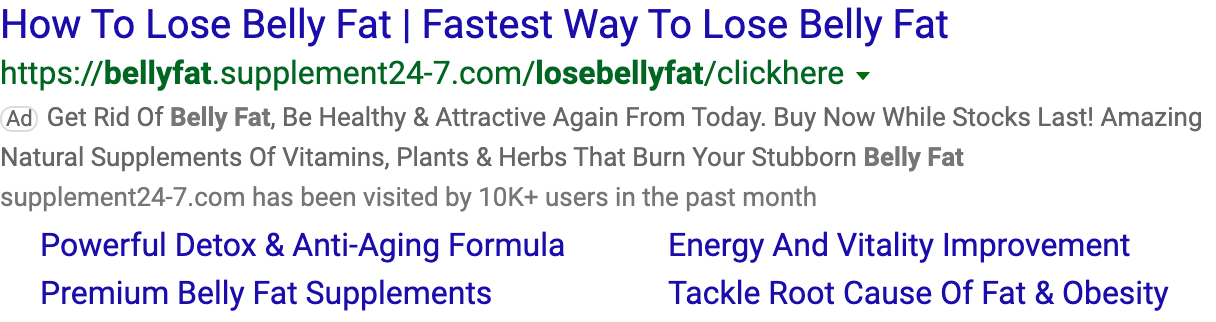 How To Lose Belly Fat | Fastest Way To Lose Belly Fat
https://bellyfat.supplement24-7.com/losebellyfat/clickhere
Ad Get Rid Of Belly Fat, Be Healthy & Attractive Again From Today. Buy Now While Stocks Last! Amazing
Natural Supplements Of Vitamins, Plants & Herbs That Burn Your Stubborn Belly Fat
supplement24-7.com has been visited by 10K+ users in the past month
Powerful Detox & Anti-Aging Formula Energy And Vitality Improvement
Premium Belly Fat Supplements Tackle Root Cause Of Fat & Obesity